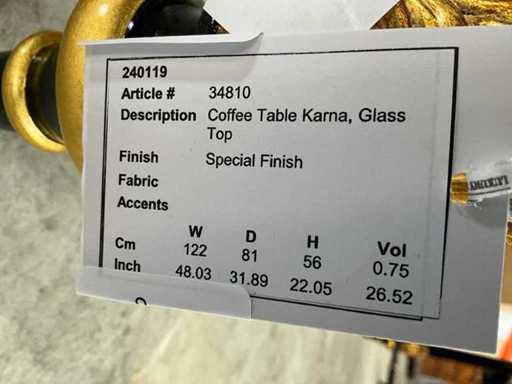 240119
Article # 34810
Description Coffee Table Karna, Glass
Top
Finish Special Finish
Fabric
Accents
W D H Vol
Cm 122 81 56 0.75
Inch 48.03 31.89 22.05 26.52
LUXURY